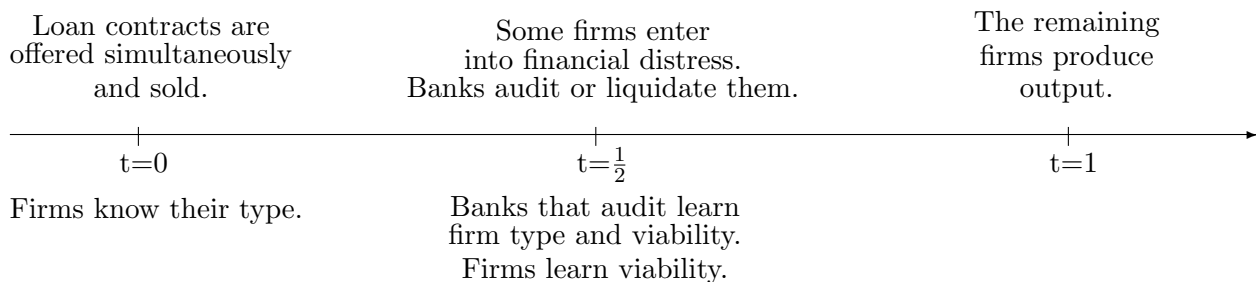 Loan contracts are
offered simultaneously
and sold.
Some firms enter
into financial distress.
Banks audit or liquidate them.
The remaining
firms produce
output.
t=0
t=1/2
t=1
Firms know their type.
Banks that audit learn
firm type and viability.
Firms learn viability.